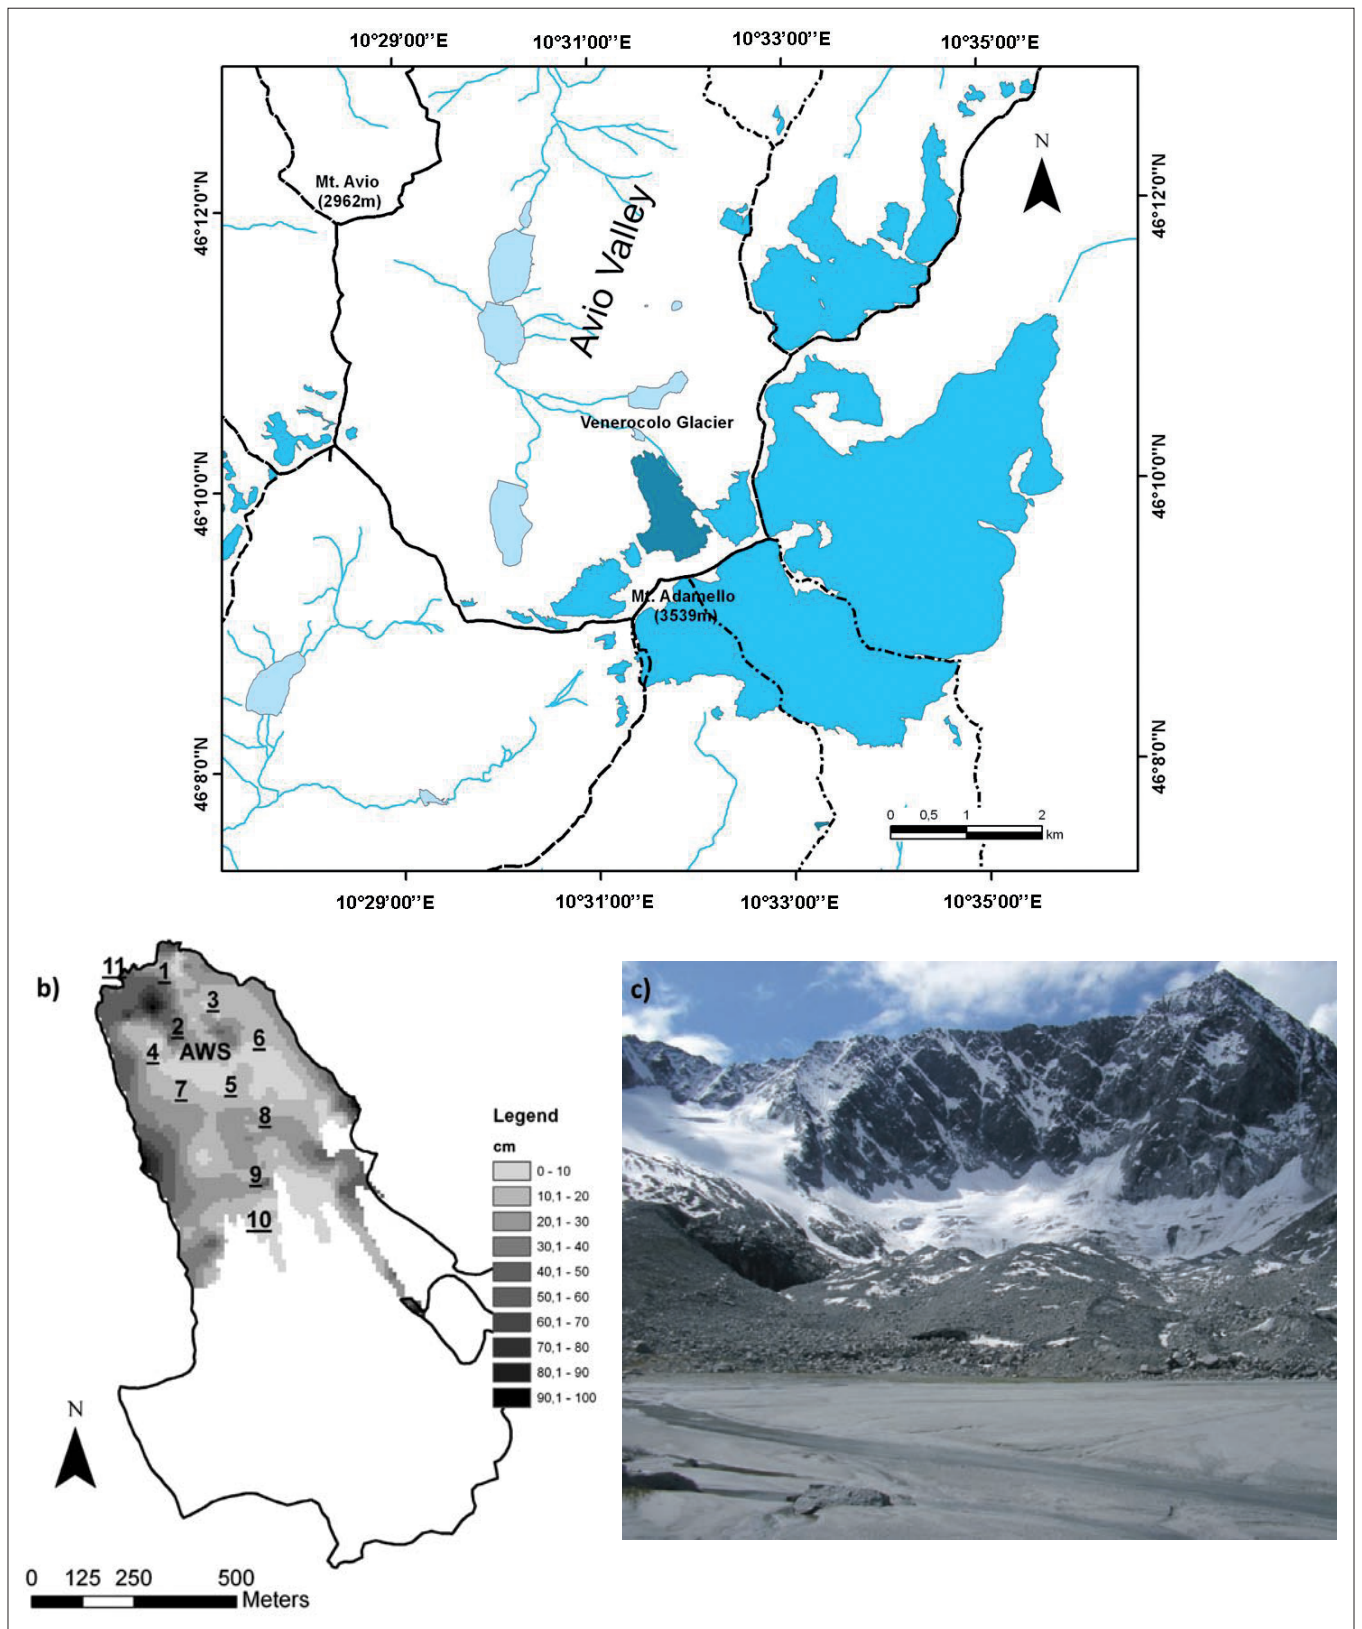 10°29'00''E 10°31'00''E 10°33'00''E 10°35'00''E
N
46°12'0''N
46°12'0''N
Mt. Avio
(2962m)
Avio Valley
Venerocolo Glacier
46°10'0''N
46°10'0''N
Mt. Adamello
(3539m)
46°8'0''N
46°8'0''N
0 0,5 1 2
km
10°29'00''E 10°31'00''E 10°33'00''E 10°35'00''E
b)
11
1
3
2
AWS
6
4
7
5
8
9
10
Legend
cm
0 - 10
10,1 - 20
20,1 - 30
30,1 - 40
40,1 - 50
50,1 - 60
60,1 - 70
70,1 - 80
80,1 - 90
90,1 - 100
N
0 125 250 500
Meters
c)